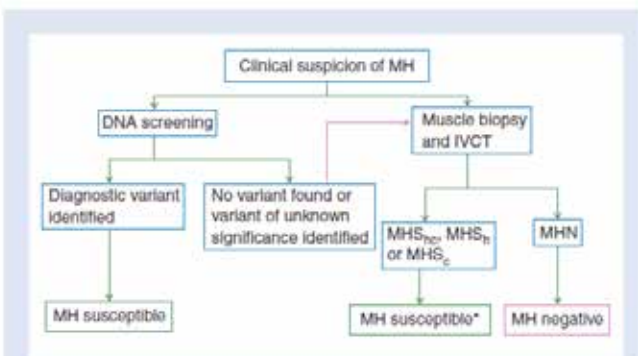 Clinical suspicion of MH
DNA screening
Muscle biopsy
and IVCT
Diagnostic variant
identified
No variant found or
variant of unknown
significance identified
MHShc, MHSh
or MHSc
MHN
MH susceptible
MH susceptible*
MH negative